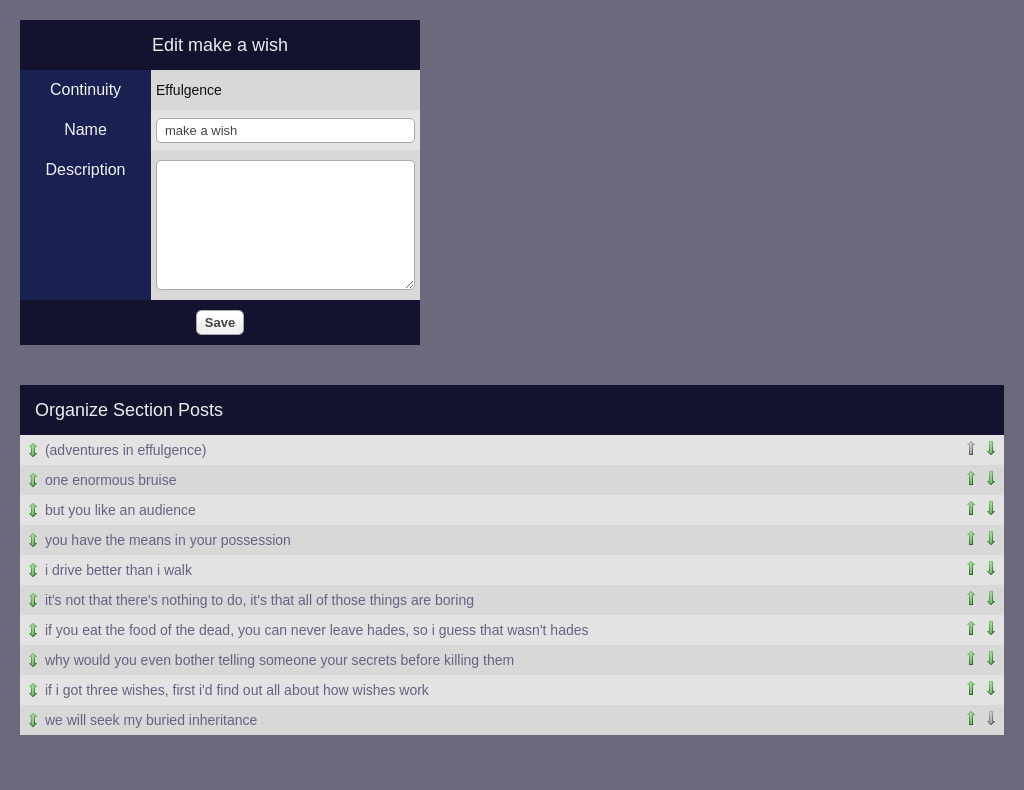 Edit make a wish
Continuity
Effulgence
Name
make a wish
Description
Save
Organize Section Posts
(adventures in effulgence)
one enormous bruise
but you like an audience
you have the means in your possession
i drive better than i walk
it's not that there's nothing to do, it's that all of those things are boring
if you eat the food of the dead, you can never leave hades, so i guess that wasn't hades
why would you even bother telling someone your secrets before killing them
if i got three wishes, first i'd find out all about how wishes work
we will seek my buried inheritance